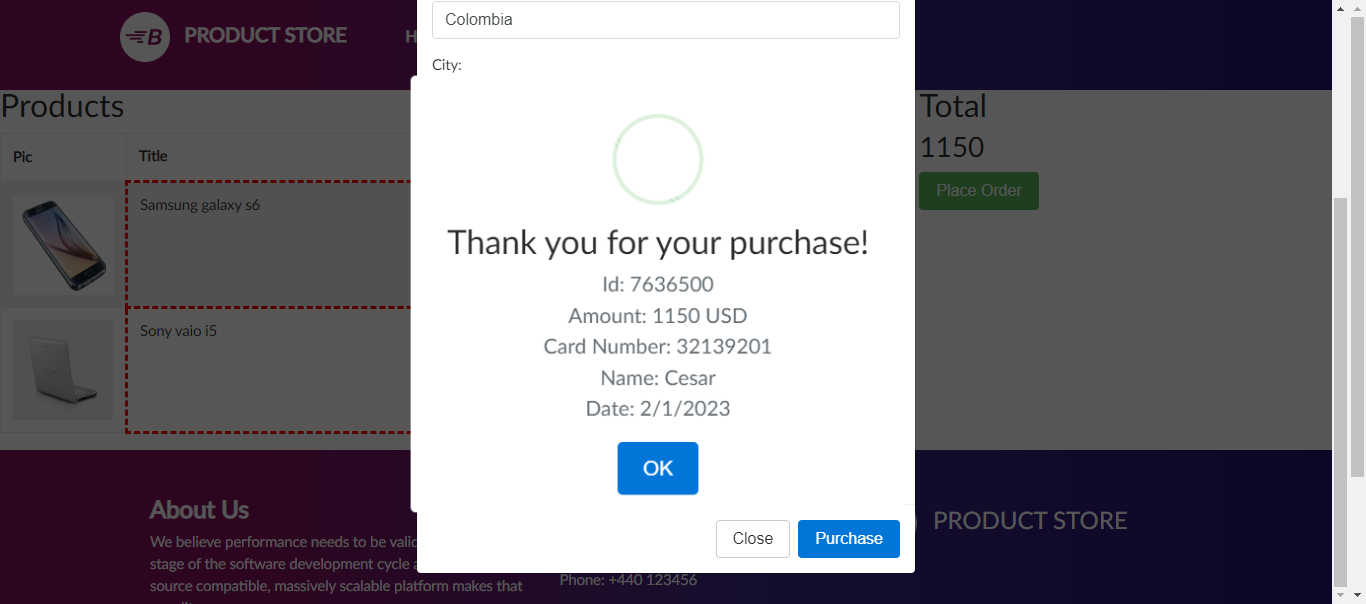 PRODUCT STORE
H
Colombia
City:
Products
Pic
Title
Samsung galaxy s6
Sony vaio i5
Total
1150
Place Order
Thank you for your purchase!
Id: 7636500
Amount: 1150 USD
Card Number: 32139201
Name: Cesar
Date: 2/1/2023
OK
Close
Purchase
About Us
We believe performance needs to be valid
stage of the software development cycle a
source compatible, massively scalable platform makes that
Phone: +440 123456
PRODUCT STORE